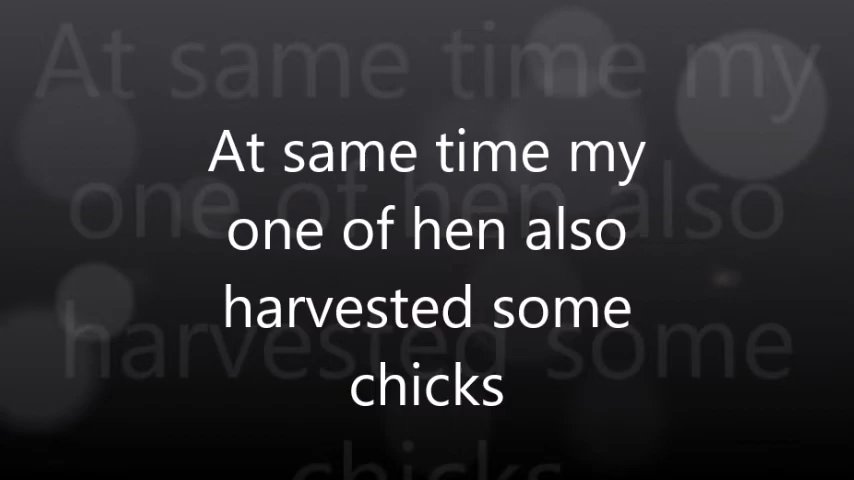 At same time my
one of hen also
harvested some
chicks